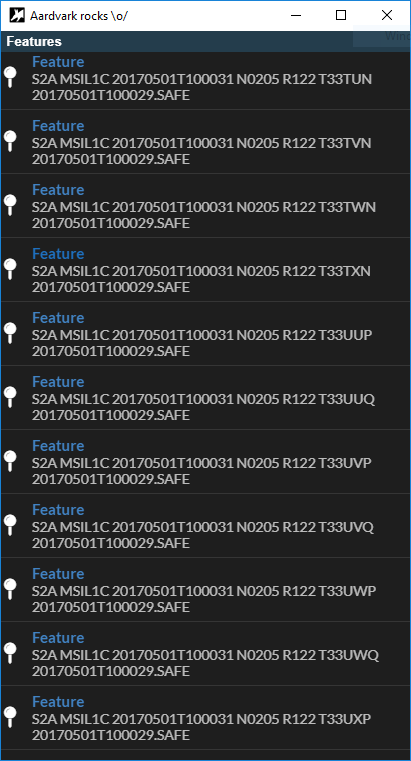 Aardvark rocks \o/
Features
Feature
S2A MSIL1C 20170501T100031 N0205 R122 T33TUN
20170501T100029.SAFE
Feature
S2A MSIL1C 20170501T100031 N0205 R122 T33TVN
20170501T100029.SAFE
Feature
S2A MSIL1C 20170501T100031 N0205 R122 T33TWN
20170501T100029.SAFE
Feature
S2A MSIL1C 20170501T100031 N0205 R122 T33TXN
20170501T100029.SAFE
Feature
S2A MSIL1C 20170501T100031 N0205 R122 T33UUP
20170501T100029.SAFE
Feature
S2A MSIL1C 20170501T100031 N0205 R122 T33UUQ
20170501T100029.SAFE
Feature
S2A MSIL1C 20170501T100031 N0205 R122 T33UVP
20170501T100029.SAFE
Feature
S2A MSIL1C 20170501T100031 N0205 R122 T33UVQ
20170501T100029.SAFE
Feature
S2A MSIL1C 20170501T100031 N0205 R122 T33UWP
20170501T100029.SAFE
Feature
S2A MSIL1C 20170501T100031 N0205 R122 T33UWQ
20170501T100029.SAFE
Feature
S2A MSIL1C 20170501T100031 N0205 R122 T33UXP
20170501T100029.SAFE